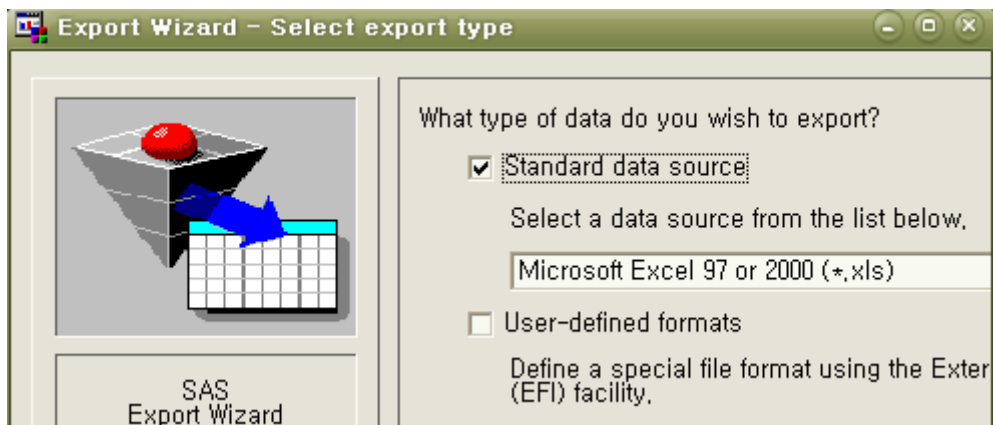 Export Wizard - Select export type
What type of data do you wish to export?
Standard data source
Select a data source from the list below,
Microsoft Excel 97 or 2000 (*,xls)
User-defined formats
Define a special file format using the Exter
(EFI) facility,
SAS
Export Wizard